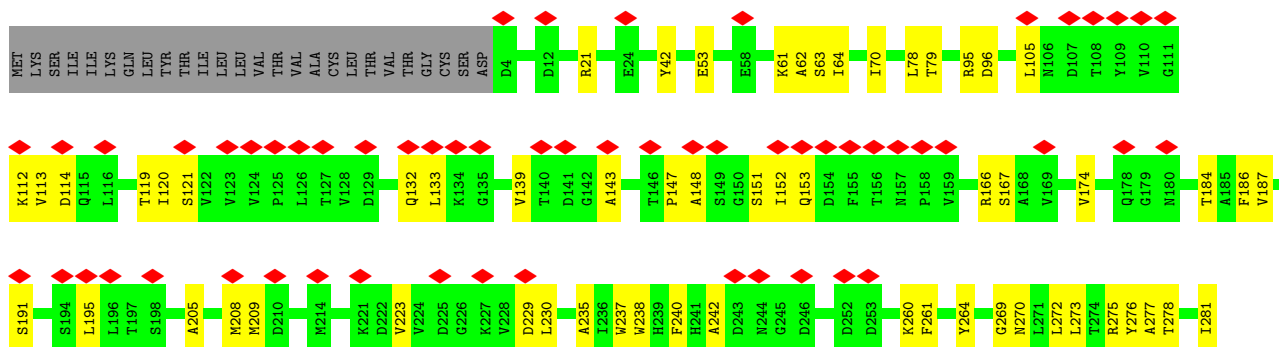 MET LYS SER ILE ILE LYS GLN LEU TYR THR ILE LEU LEU VAL THR VAL ALA CYS LEU THR VAL THR GLY CYS SER ASP D4 D12 R21 E24 Y42 E53 E58 K61 A62 S63 I64 I70 L78 T79 R95 D96 L105 N106 D107 T108 Y109 V110 G111
K112 V113 D114 Q115 L116 T119 I120 S121 V122 V123 V124 P125 L126 T127 V128 D129 Q132 L133 K134 G135 V139 T140 D141 G142 A143 T146 P147 A148 S149 G150 S151 I152 Q153 D154 F155 T156 N157 P158 V159 R166 S167 A168 V169 V174 Q178 G179 N180 T184 A185 F186 V187
S191 S194 L195 L196 T197 S198 A205 M208 M209 D210 M214 K221 D222 V223 V224 D225 G226 K227 V228 D229 L230 A235 I236 W237 W238 H239 F240 H241 A242 D243 N244 G245 D246 D252 D253 K260 F261 Y264 G269 N270 L271 L272 L273 T274 R275 Y276 A277 T278 I281